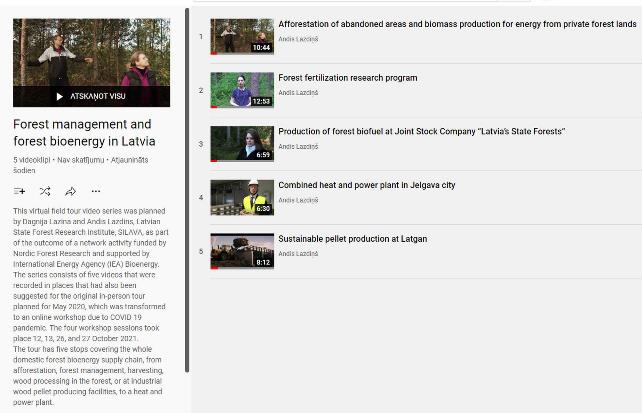 ATSKAŅOT VISU
Forest management and
forest bioenergy in Latvia
5 videoklipi • Nav skatījumu • Atjaunināts
šodien
This virtual field tour video series was planned
by Dagnija Lazina and Andis Lazdins, Latvian
State Forest Research Institute, SILAVA, as part
of the outcome of a network activity funded by
Nordic Forest Research and supported by
International Energy Agency (IEA) Bioenergy.
The series consists of five videos that were
recorded in places that had also been
suggested for the original in-person tour
planned for May 2020, which was transformed
to an online workshop due to COVID 19
pandemic. The four workshop sessions took
place 12, 13, 26, and 27 October 2021.
The tour has five stops covering the whole
domestic forest bioenergy supply chain, from
afforestation, forest management, harvesting,
wood processing in the forest, or at industrial
wood pellet producing facilities, to a heat and
power plant.
1
10:44
Afforestation of abandoned areas and biomass production for energy from private forest lands
Andis Lazdiņš
2
12:53
Forest fertilization research program
Andis Lazdiņš
3
6:59
Production of forest biofuel at Joint Stock Company “Latvia's State Forests”
Andis Lazdiņš
4
6:30
Combined heat and power plant in Jelgava city
Andis Lazdiņš
5
8:12
Sustainable pellet production at Latgan
Andis Lazdiņš